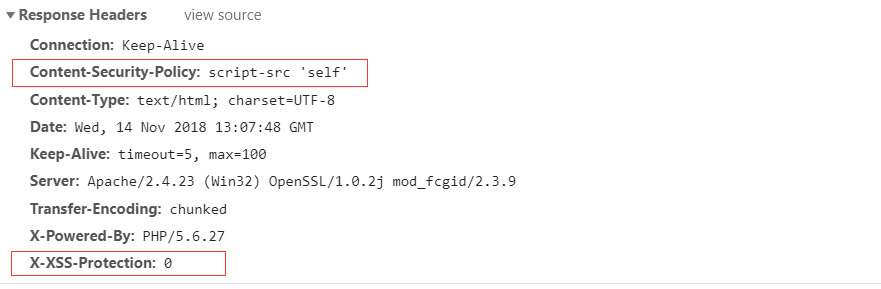 Response Headers view source
Connection: Keep-Alive
Content-Security-Policy: script-src 'self'
Content-Type: text/html; charset=UTF-8
Date: Wed, 14 Nov 2018 13:07:48 GMT
Keep-Alive: timeout=5, max=100
Server: Apache/2.4.23 (Win32) OpenSSL/1.0.2j mod_fcgid/2.3.9
Transfer-Encoding: chunked
X-Powered-By: PHP/5.6.27
X-XSS-Protection: 0